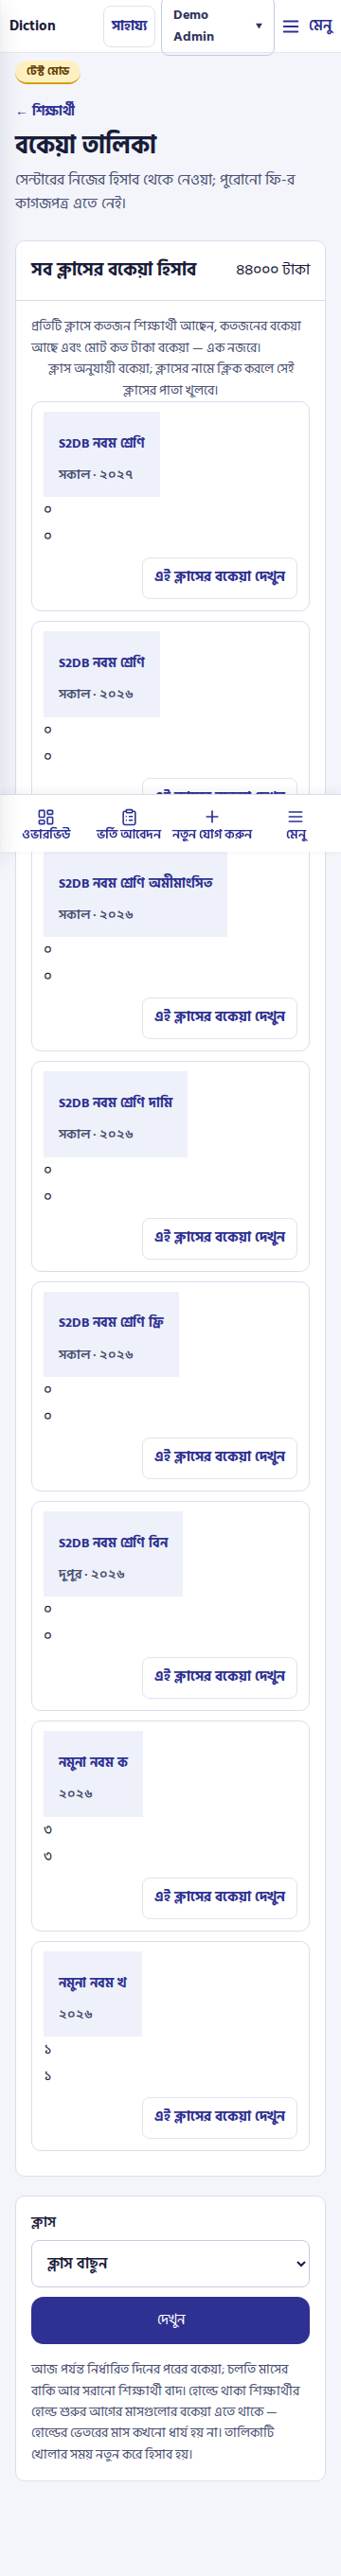 Diction
সাহায্য
Demo
Admin
মেনু
টেস্ট মোড
← শিক্ষার্থী
বকেয়া তালিকা
সেন্টারের নিজের হিসাব থেকে নেওয়া; পুরোনো ফি-র
কাগজপত্র এতে নেই।
সব ক্লাসের বকেয়া হিসাব
৪৪০০০ টাকা
প্রতিটি ক্লাসে কতজন শিক্ষার্থী আছেন, কতজনের বকেয়া
আছে এবং মোট কত টাকা বকেয়া — এক নজরে।
ক্লাস অনুযায়ী বকেয়া; ক্লাসের নামে ক্লিক করলে সেই
ক্লাসের পাতা খুলবে।
S2DB নবম শ্রেণি
সকাল · ২০২৭
০
০
এই ক্লাসের বকেয়া দেখুন
S2DB নবম শ্রেণি
সকাল · ২০২৬
০
০
ওভারভিউ
ভর্তি আবেদন
নতুন যোগ করুন
মেনু
S2DB নবম শ্রেণি অমীমাংসিত
সকাল · ২০২৬
০
০
এই ক্লাসের বকেয়া দেখুন
S2DB নবম শ্রেণি দামি
সকাল · ২০২৬
০
০
এই ক্লাসের বকেয়া দেখুন
S2DB নবম শ্রেণি ফ্রি
সকাল · ২০২৬
০
০
এই ক্লাসের বকেয়া দেখুন
S2DB নবম শ্রেণি বিন
দুপুর · ২০২৬
০
০
এই ক্লাসের বকেয়া দেখুন
নমুনা নবম ক
২০২৬
৩
৩
এই ক্লাসের বকেয়া দেখুন
নমুনা নবম খ
২০২৬
১
১
এই ক্লাসের বকেয়া দেখুন
ক্লাস
ক্লাস বাছুন
দেখুন
আজ পর্যন্ত নির্ধারিত দিনের পরের বকেয়া; চলতি মাসের
বাকি আর সরানো শিক্ষার্থী বাদ। হোল্ডে থাকা শিক্ষার্থীর
হোল্ড শুরুর আগের মাসগুলোর বকেয়া এতে থাকে —
হোল্ডের ভেতরের মাস কখনো ধার্য হয় না। তালিকাটি
খোলার সময় নতুন করে হিসাব হয়।